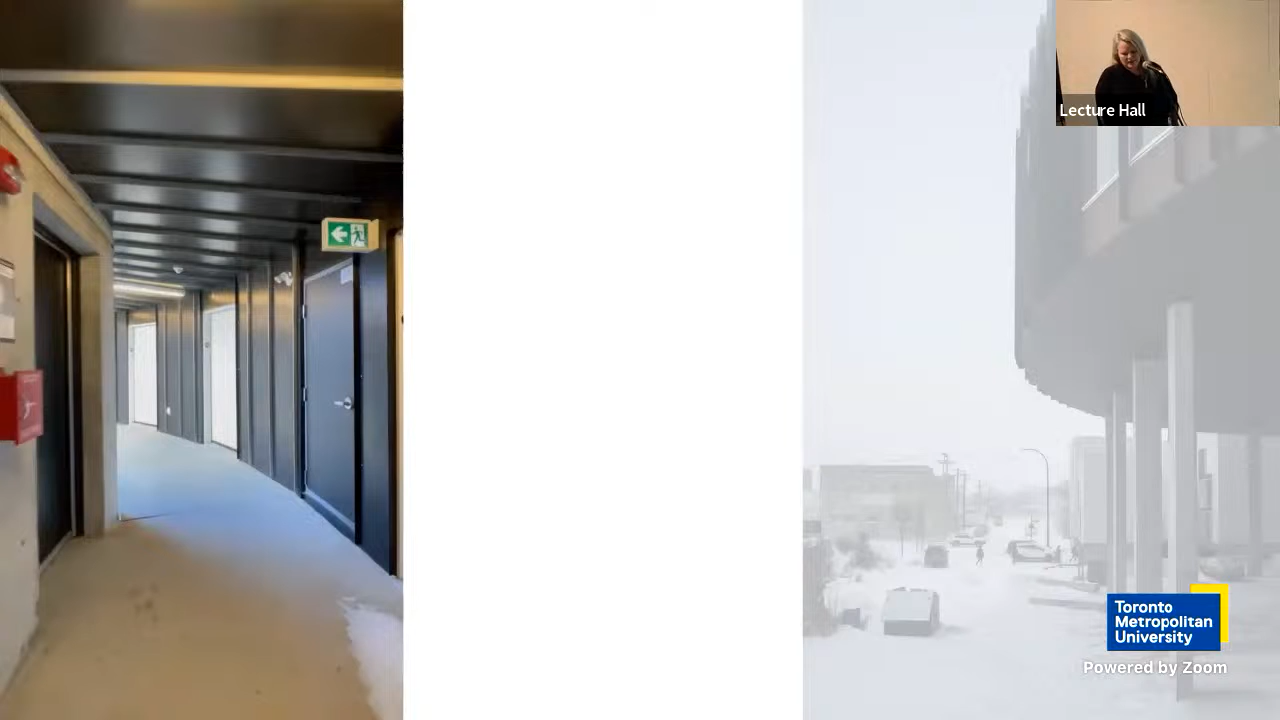 Lecture Hall
Toronto
Metropolitan
University
Powered by Zoom